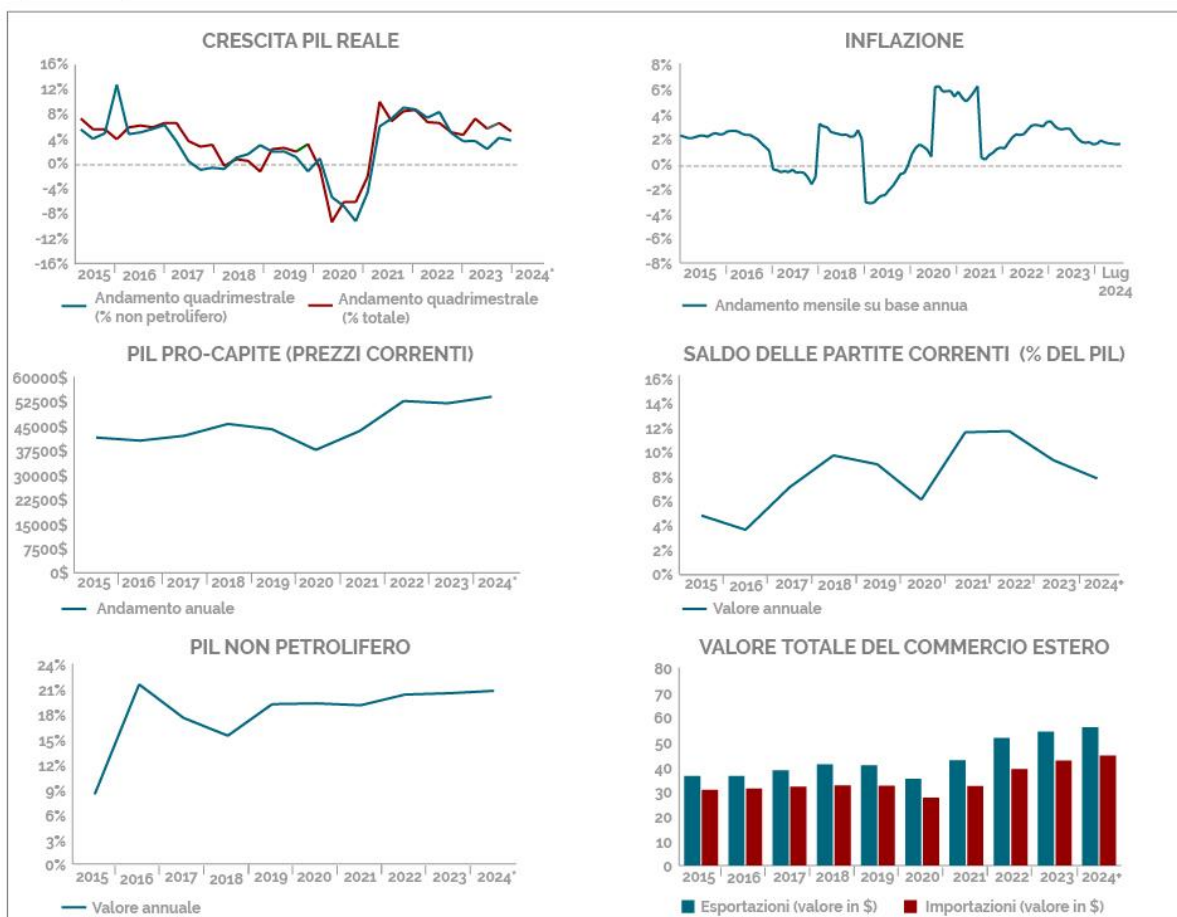 CRESCITA PIL REALE
16%
12%
8%
4%
0%
-4%
-8%
-12%
-16%
2015 2016 2017 2018 2019 2020 2021 2022 2023 2024*
Andamento quadrimestrale (% non petrolifero)
Andamento quadrimestrale (% totale)
INFLAZIONE
8%
6%
4%
2%
0%
-2%
-4%
-6%
-8%
2015 2016 2017 2018 2019 2020 2021 2022 2023 Lug 2024
Andamento mensile su base annua
PIL PRO-CAPITE (PREZZI CORRENTI)
60000$
52500$
45000$
37500$
30000$
22500$
15000$
7500$
0$
2015 2016 2017 2018 2019 2020 2021 2022 2023 2024*
Andamento anuale
SALDO DELLE PARTITE CORRENTI (% DEL PIL)
16%
14%
12%
10%
8%
6%
4%
2%
0%
2015 2016 2017 2018 2019 2020 2021 2022 2023 2024*
Valore annuale
PIL NON PETROLIFERO
24%
21%
18%
15%
12%
9%
6%
3%
0%
2015 2016 2017 2018 2019 2020 2021 2022 2023 2024*
Valore annuale
VALORE TOTALE DEL COMMERCIO ESTERO
80
70
60
50
40
30
20
10
0
2015 2016 2017 2018 2019 2020 2021 2022 2023 2024*
Esportazioni (valore in $) Importazioni (valore in $)